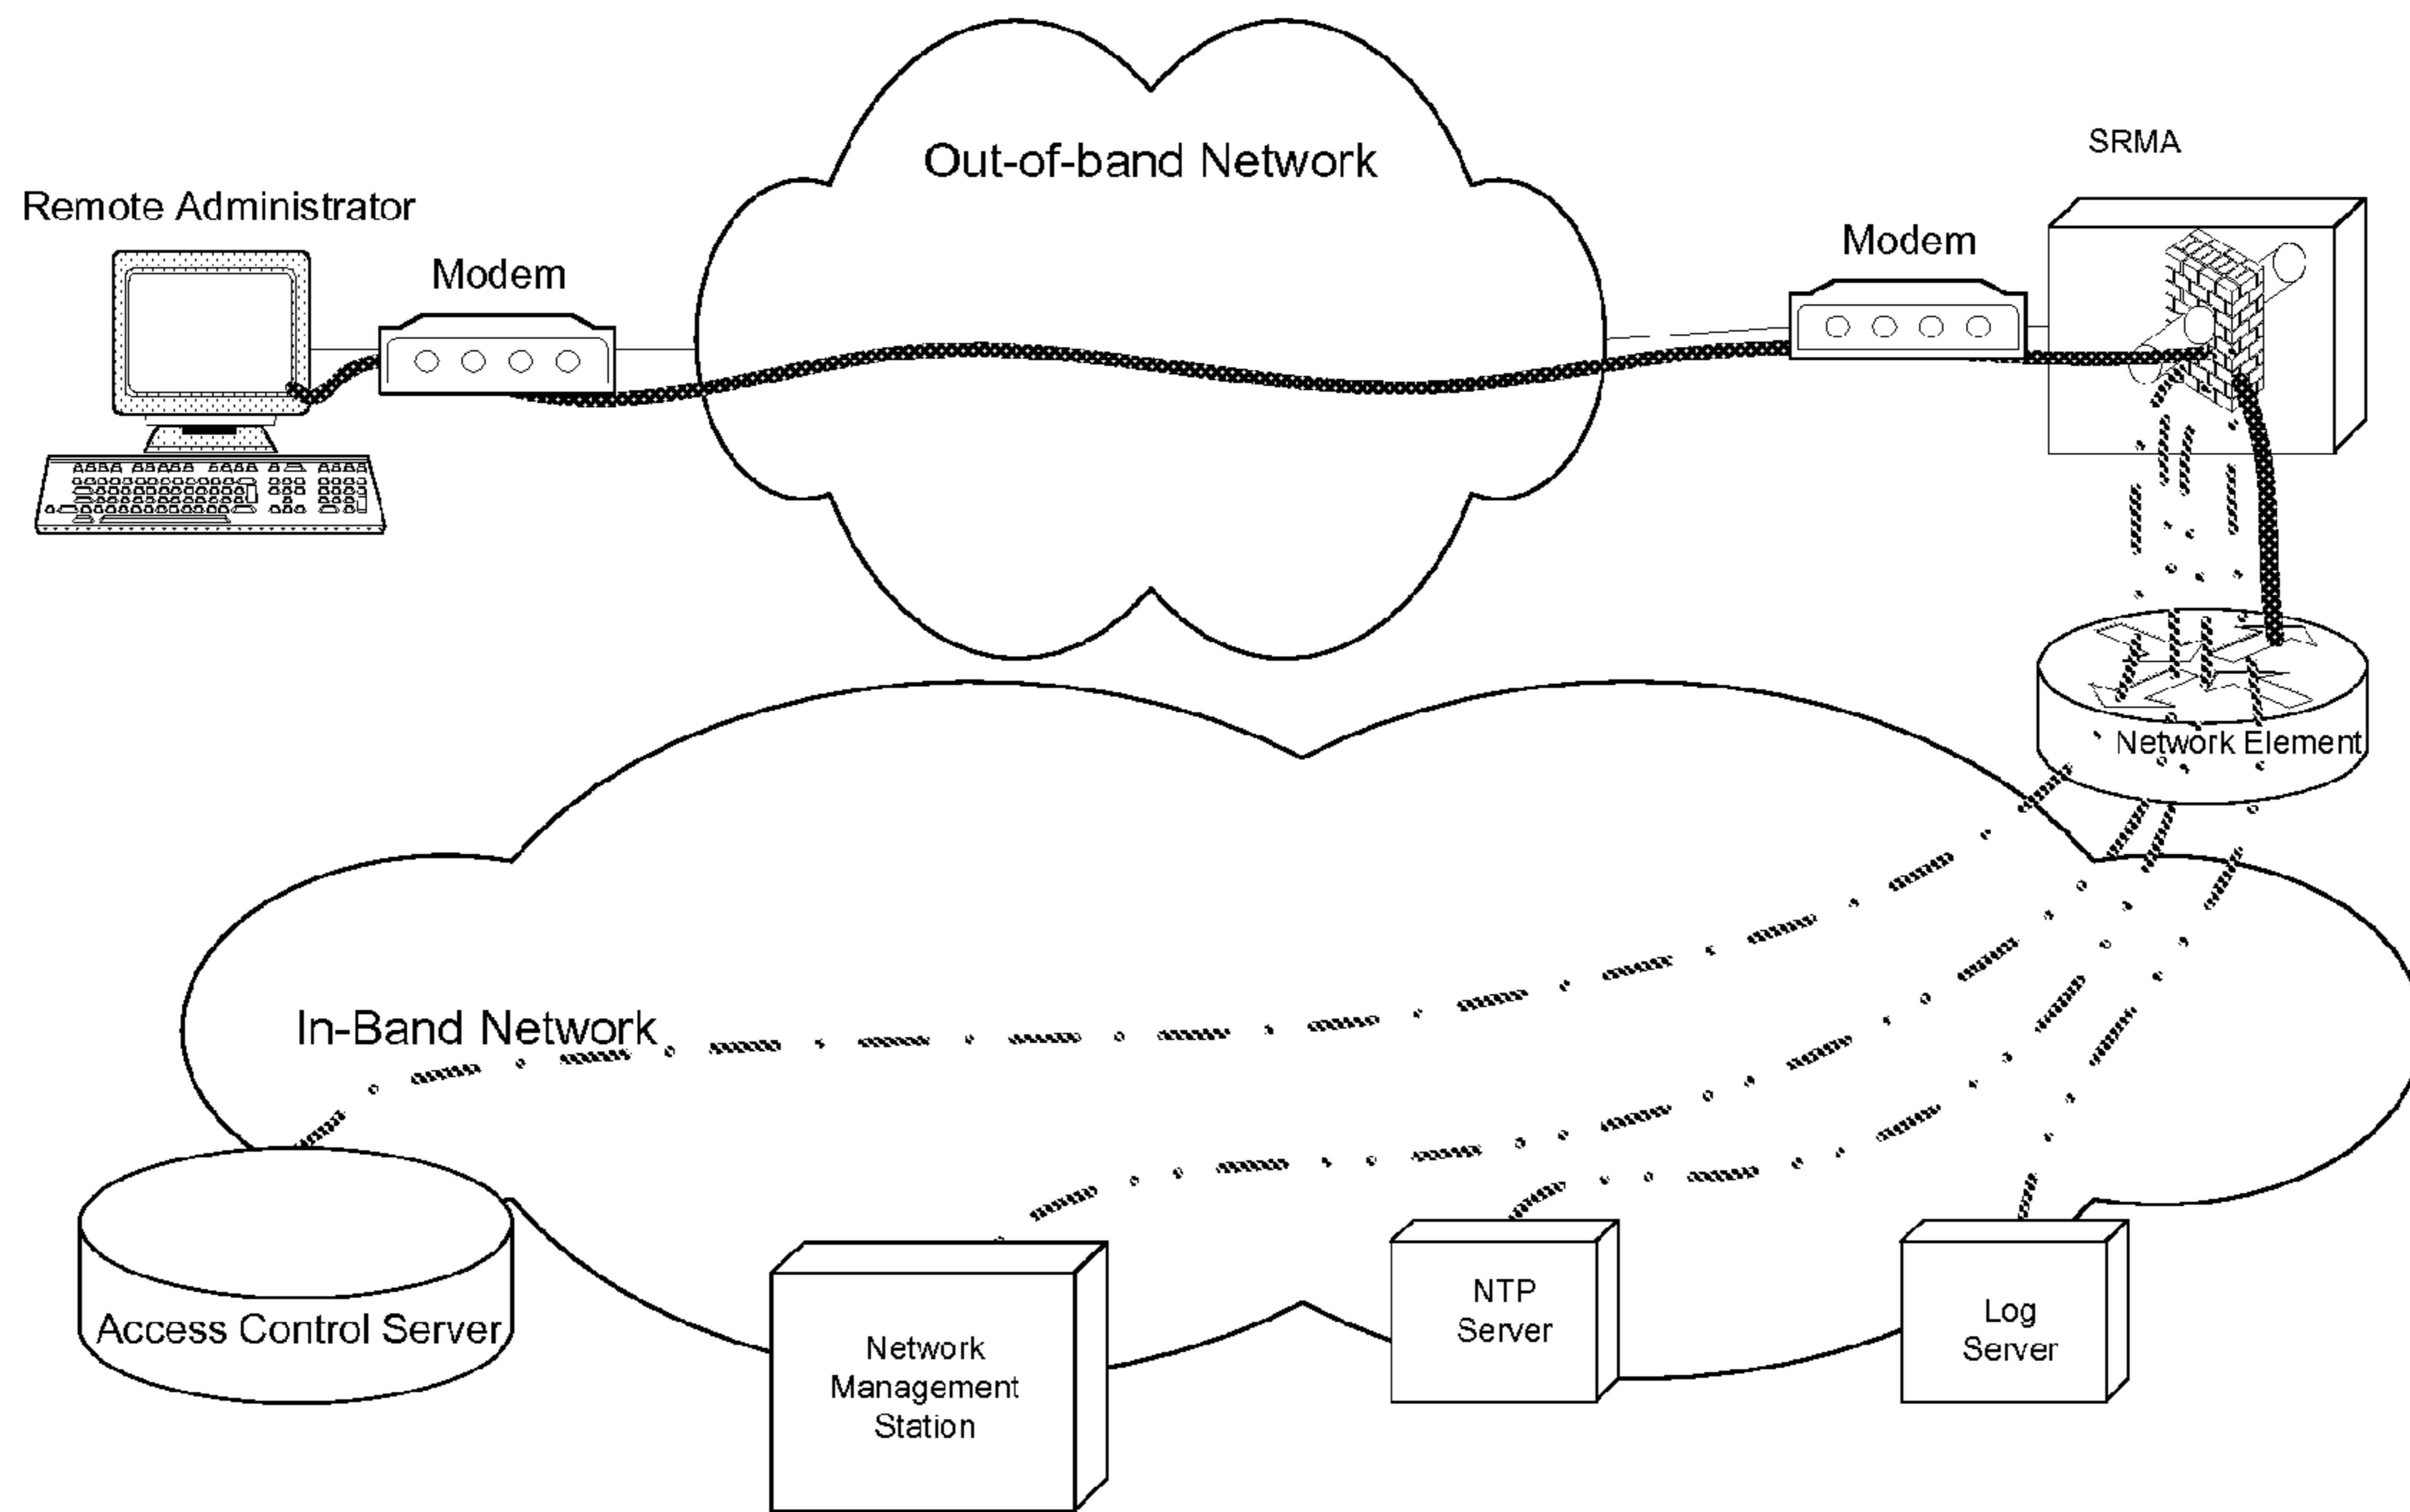 Out-of-band Network
SRMA
Remote Administrator
Modem
Modem
Network Element
In-Band Network
Access Control Server
Network
Management
Station
NTP
Server
Log
Server